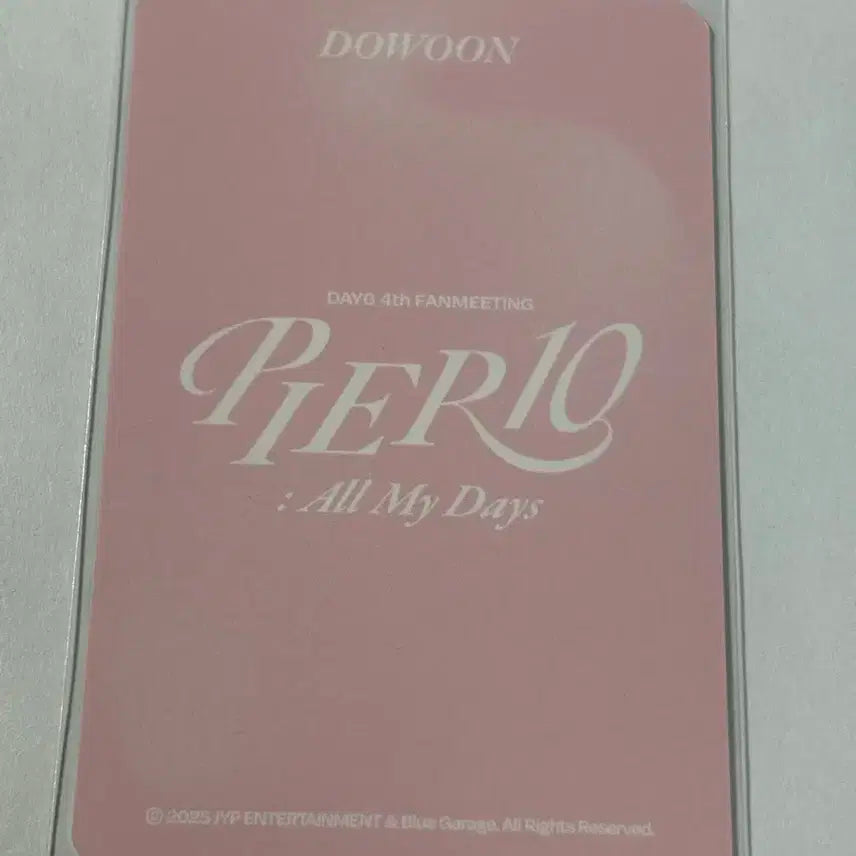 DOWOON
DAY6 4th FANMEETING
PIER10
: All My Days
© 2025 JYP ENTERTAINMENT & Blue Garage. All Rights Reserved.